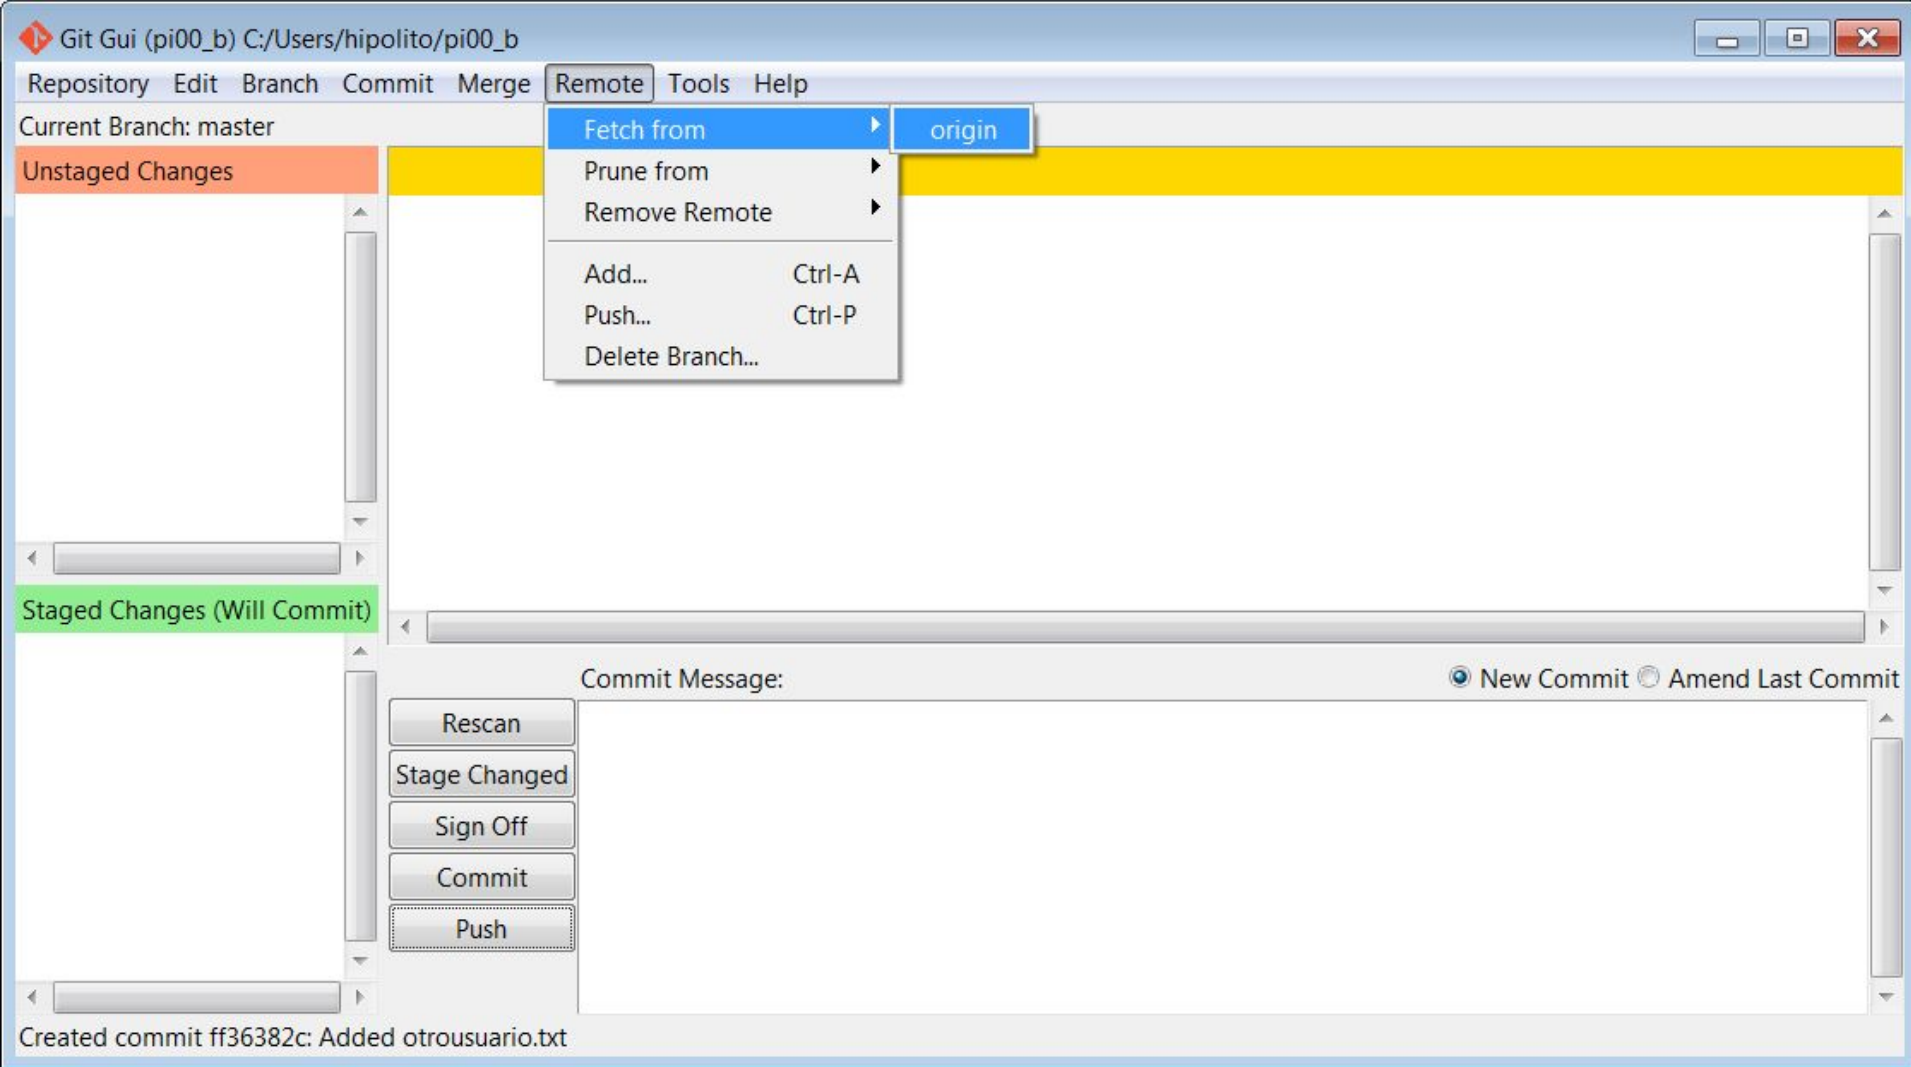 Git Gui (pi00_b) C:/Users/hipolito/pi00_b
Repository Edit Branch Commit Merge Remote Tools Help
Current Branch: master
Fetch from
origin
Prune from
Remove Remote
Add... Ctrl-A
Push... Ctrl-P
Delete Branch...
Unstaged Changes
Staged Changes (Will Commit)
Commit Message:
New Commit
Amend Last Commit
Rescan
Stage Changed
Sign Off
Commit
Push
Created commit ff36382c: Added otrousuario.txt